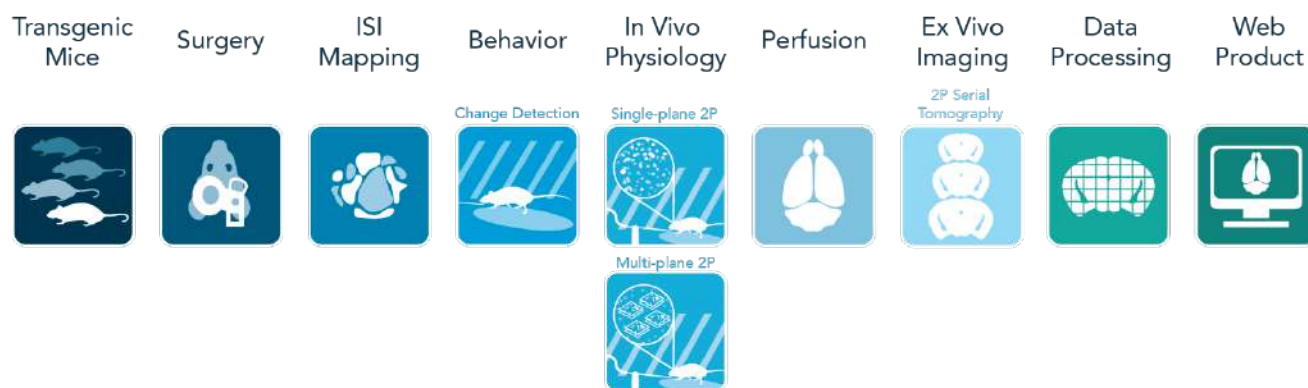 Transgenic
Mice
Surgery
ISI
Mapping
Behavior
In Vivo
Physiology
Perfusion
Ex Vivo
Imaging
Data
Processing
Web
Product
Change Detection
Single-plane 2P
2P Serial
Tomography
Multi-plane 2P